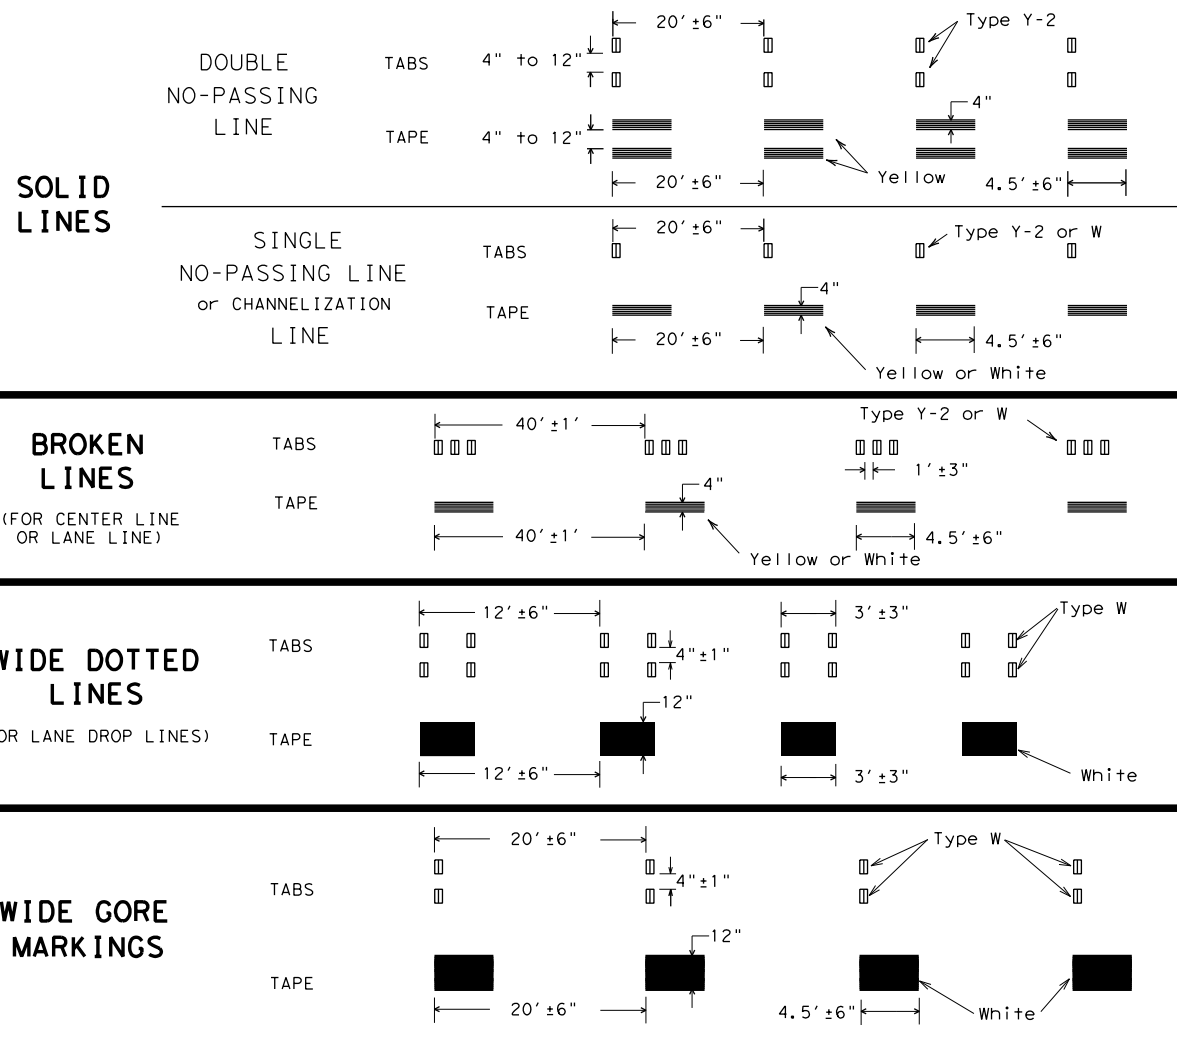 SOLID
LINES
DOUBLE
NO-PASSING
LINE
TABS
20'±6"
4" to 12"
Type Y-2
TAPE
4" to 12"
4"
Yellow
20'±6"
4.5'±6"
SINGLE
NO-PASSING LINE
or CHANNELIZATION
LINE
TABS
20'±6"
Type Y-2 or W
TAPE
4"
20'±6"
4.5'±6"
Yellow or White
BROKEN
LINES
(FOR CENTER LINE
OR LANE LINE)
TABS
40'±1'
Type Y-2 or W
1'±3"
TAPE
4"
40'±1'
4.5'±6"
Yellow or White
WIDE DOTTED
LINES
OR LANE DROP LINES)
TABS
12'±6"
3'±3"
Type W
4"±1"
TAPE
12"
12'±6"
3'±3"
White
WIDE GORE
MARKINGS
TABS
20'±6"
Type W
4"±1"
TAPE
12"
20'±6"
4.5'±6"
White